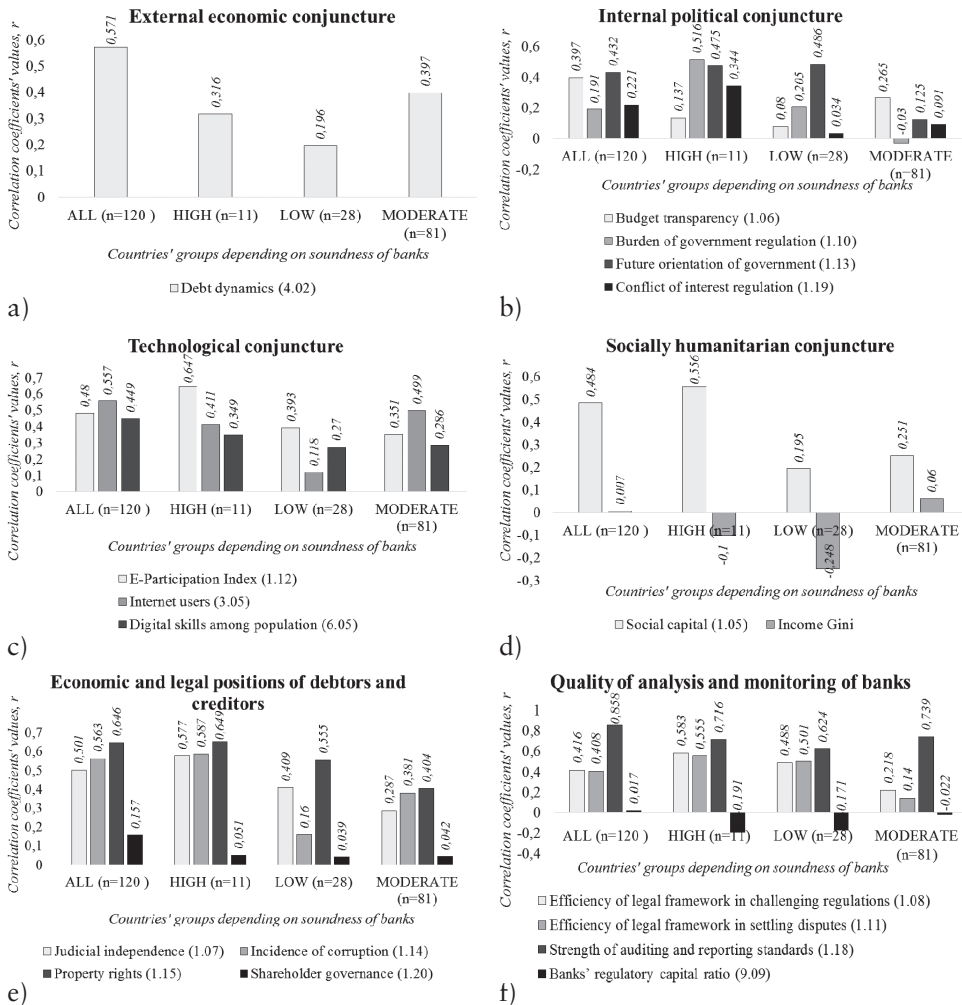 External economic conjuncture
Correlation coefficients' values, r
0,6
0,5
0,4
0,3
0,2
0,1
0
0,571
0,316
0,196
0,397
ALL (n=120 )
HIGH (n=11)
LOW (n=28)
MODERATE
(n=81)
Countries' groups depending on soundness of banks
Debt dynamics (4.02)
a)
Internal political conjuncture
Correlation coefficients' values, r
0,6
0,4
0,2
0
-0,2
0,397
0,191
0,432
0,221
0,137
0,516
0,475
0,344
0,08
0,205
0,486
0,034
0,265
-0,03
0,125
0,091
ALL (n=120)
HIGH (n=11)
LOW (n=28)
MODERATE
(n=81)
Countries' groups depending on soundness of banks
Budget transparency (1.06)
Burden of government regulation (1.10)
Future orientation of government (1.13)
Conflict of interest regulation (1.19)
b)
Technological conjuncture
Correlation coefficients' values, r
0,7
0,6
0,5
0,4
0,3
0,2
0,1
0
0,48
0,557
0,449
0,647
0,411
0,349
0,393
0,118
0,27
0,351
0,499
0,286
ALL (n=120)
HIGH (n=11)
LOW (n=28)
MODERATE
(n=81)
Countries' groups depending on soundness of banks
E-Participation Index (1.12)
Internet users (3.05)
Digital skills among population (6.05)
c)
Socially humanitarian conjuncture
Correlation coefficients' values, r
0,6
0,5
0,4
0,3
0,2
0,1
0
-0,1
-0,2
-0,3
0,484
0,007
0,556
-0,1
0,195
-0,248
0,251
0,06
ALL (n=120)
HIGH (n=11)
LOW (n=28)
MODERATE
(n=81)
Countries' groups depending on soundness of banks
Social capital (1.05)
Income Gini
d)
Economic and legal positions of debtors and
creditors
Correlation coefficients' values, r
0,7
0,6
0,5
0,4
0,3
0,2
0,1
0
0,501
0,563
0,646
0,157
0,577
0,587
0,649
0,051
0,409
0,16
0,555
0,039
0,287
0,381
0,404
0,042
ALL (n=120)
HIGH (n=11)
LOW (n=28)
MODERATE
(n=81)
Countries' groups depending on soundness of banks
Judicial independence (1.07)
Incidence of corruption (1.14)
Property rights (1.15)
Shareholder governance (1.20)
e)
Quality of analysis and monitoring of banks
Correlation coefficients' values, r
1
0,8
0,6
0,4
0,2
0
-0,2
-0,4
0,416
0,408
0,858
0,017
0,583
0,555
0,716
-0,191
0,488
0,501
0,624
-0,171
0,218
0,14
0,739
-0,022
ALL (n=120)
HIGH (n=11)
LOW (n=28)
MODERATE
(n=81)
Countries' groups depending on soundness of banks
Efficiency of legal framework in challenging regulations (1.08)
Efficiency of legal framework in settling disputes (1.11)
Strength of auditing and reporting standards (1.18)
Banks' regulatory capital ratio (9.09)
f)